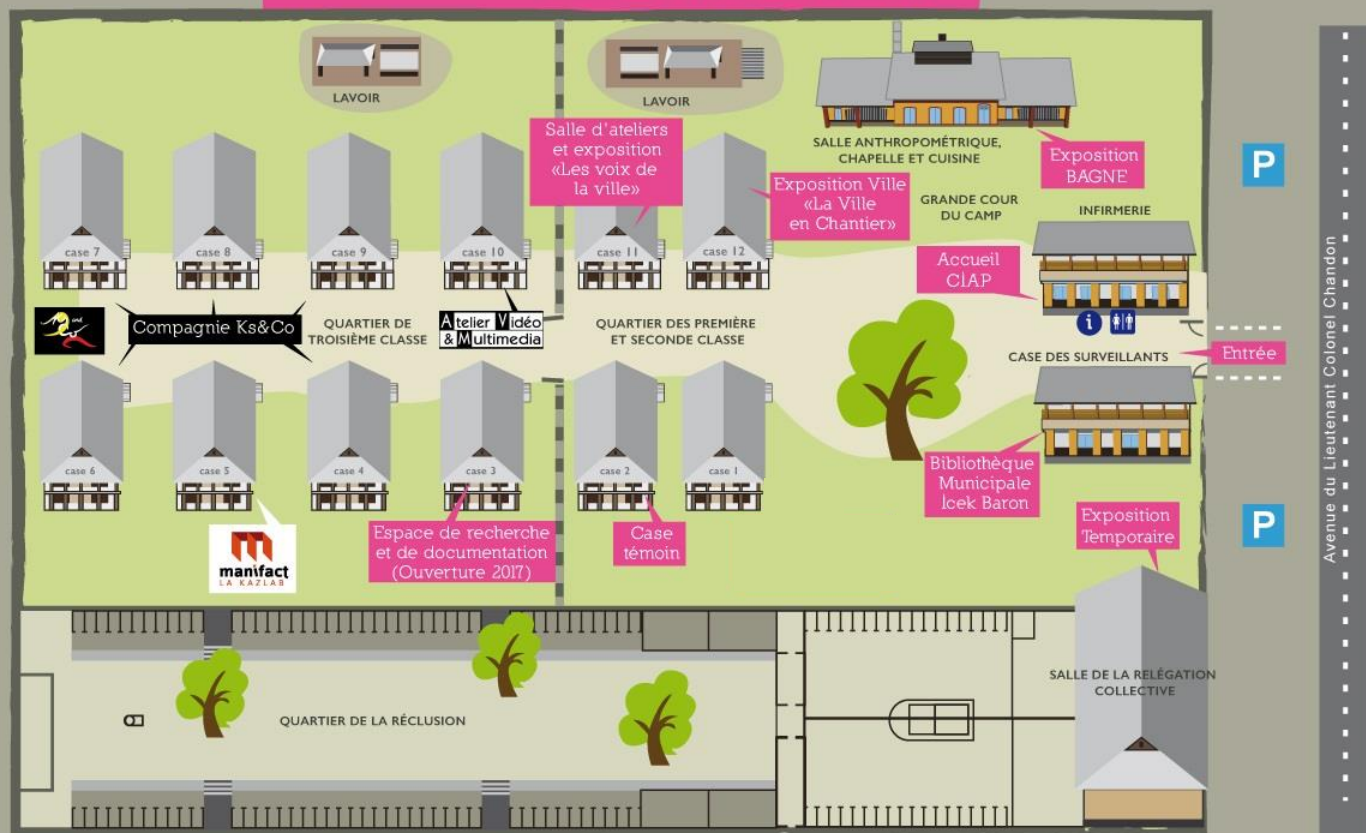 LAVOIR
LAVOIR
SALLE ANTHROPOMÉTRIQUE,
CHAPELLE ET CUISINE
Salle d'ateliers
et exposition
«Les voix de
la ville»
Exposition
BAGNE
P
Exposition Ville
«La Ville
en Chantier»
GRANDE COUR
DU CAMP
INFIRMERIE
case 7
case 8
case 9
case 10
case 11
case 12
Accueil
CIAP
i
Compagnie Ks&Co
QUARTIER DE
TROISIÈME CLASSE
Atelier Vidéo
& Multimedia
QUARTIER DES PREMIÈRE
ET SECONDE CLASSE
CASE DES SURVEILLANTS
Entrée
Avenue du Lieutenant Colonel Chandon
case 6
case 5
case 4
case 3
case 2
case 1
Bibliothèque
Municipale
Icek Baron
manifact
LA KAZLAB
Espace de recherche
et de documentation
(Ouverture 2017)
Case
témoin
Exposition
Temporaire
P
SALLE DE LA RELÉGATION
COLLECTIVE
QUARTIER DE LA RÉCLUSION